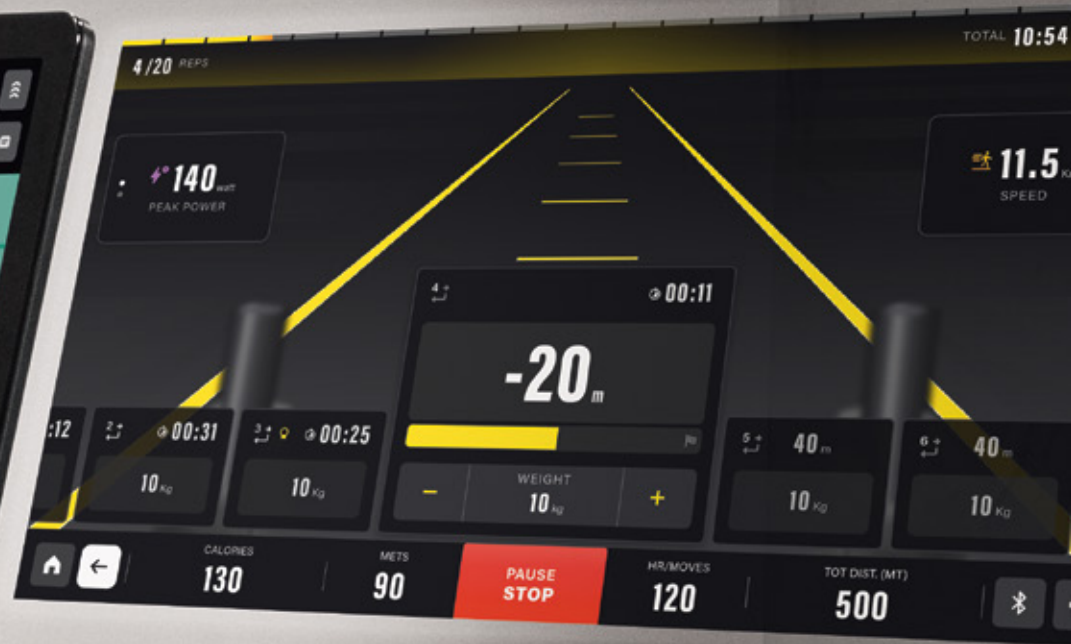 4/20 REPS
TOTAL 10:54
140 watt
PEAK POWER
11.5
SPEED
4
00:11
-20 m
:12
2
00:31
3
00:25
5
40 m
6
40 m
10 Kg
10 Kg
WEIGHT
- 10 kg +
10 Kg
10 Kg
CALORIES
130
METS
90
PAUSE
STOP
HR/MOVES
120
TOT DIST. (MT)
500